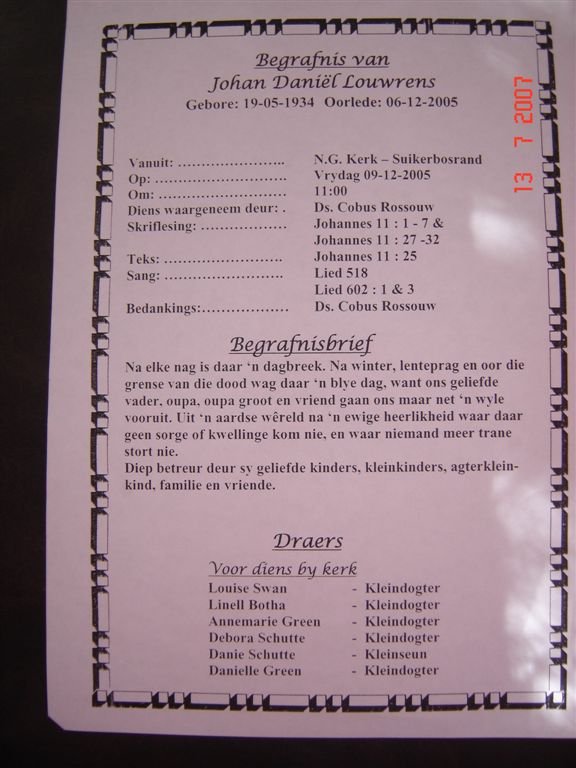 Begrafnis van
Johan Daniël Louwrens
Gebore: 19-05-1934 Oorlede: 06-12-2005
13 7 2007
Vanuit: ………………….. N.G. Kerk – Suikerbosrand
Op: ………………………. Vrydag 09-12-2005
Om: ……………………… 11:00
Diens waargeneem deur: . Ds. Cobus Rossouw
Skriflesing: ……………… Johannes 11 : 1 - 7 &
Johannes 11 : 27 -32
Teks: ……………………. Johannes 11 : 25
Sang: ……………………. Lied 518
Lied 602 : 1 & 3
Bedankings:……………… Ds. Cobus Rossouw
Begrafnisbrief
Na elke nag is daar ‘n dagbreek. Na winter, lenteprag en oor die
grense van die dood wag daar ‘n blye dag, want ons geliefde
vader, oupa, oupa groot en vriend gaan ons maar net ‘n wyle
vooruit. Uit ‘n aardse wêreld na ‘n ewige heerlikheid waar daar
geen sorge of kwellinge kom nie, en waar niemand meer trane
stort nie.
Diep betreur deur sy geliefde kinders, kleinkinders, agterklein-
kind, familie en vriende.
Draers
Voor diens by kerk
Louise Swan - Kleindogter
Linell Botha - Kleindogter
Annemarie Green - Kleindogter
Debora Schutte - Kleindogter
Danie Schutte - Kleinseun
Danielle Green - Kleindogter